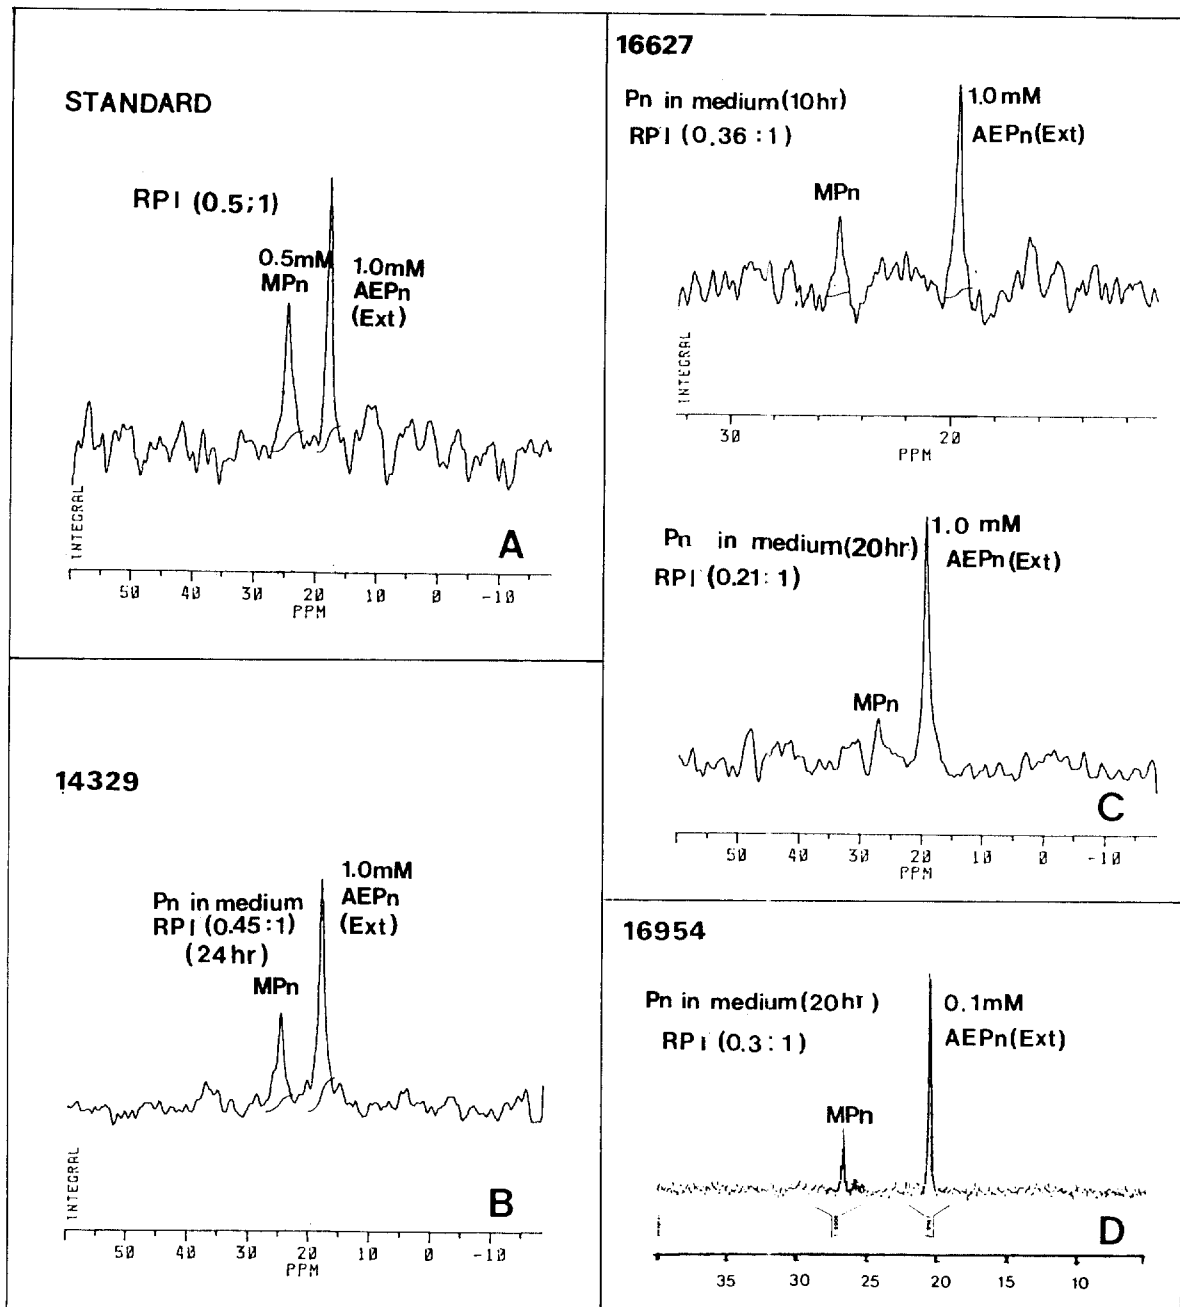 STANDARD
RPI (0.5;1)
0.5mM
MPn
1.0mM
AEPn
(Ext)
INTEGRAL
A
50 40 30 20 10 0 -10
PPM
14329
Pn in medium
RPI (0.45:1)
(24hr)
MPn
1.0mM
AEPn
(Ext)
INTEGRAL
B
50 40 30 20 10 0 -10
PPM
16627
Pn in medium(10hr)
RPI (0.36:1)
MPn
1.0mM
AEPn(Ext)
INTEGRAL
30 20
PPM
Pn in medium(20hr)
RPI (0.21:1)
MPn
1.0 mM
AEPn(Ext)
C
50 40 30 20 10 0 -10
PPM
16954
Pn in medium(20hr)
RPI (0.3:1)
MPn
0.1mM
AEPn(Ext)
D
35 30 25 20 15 10